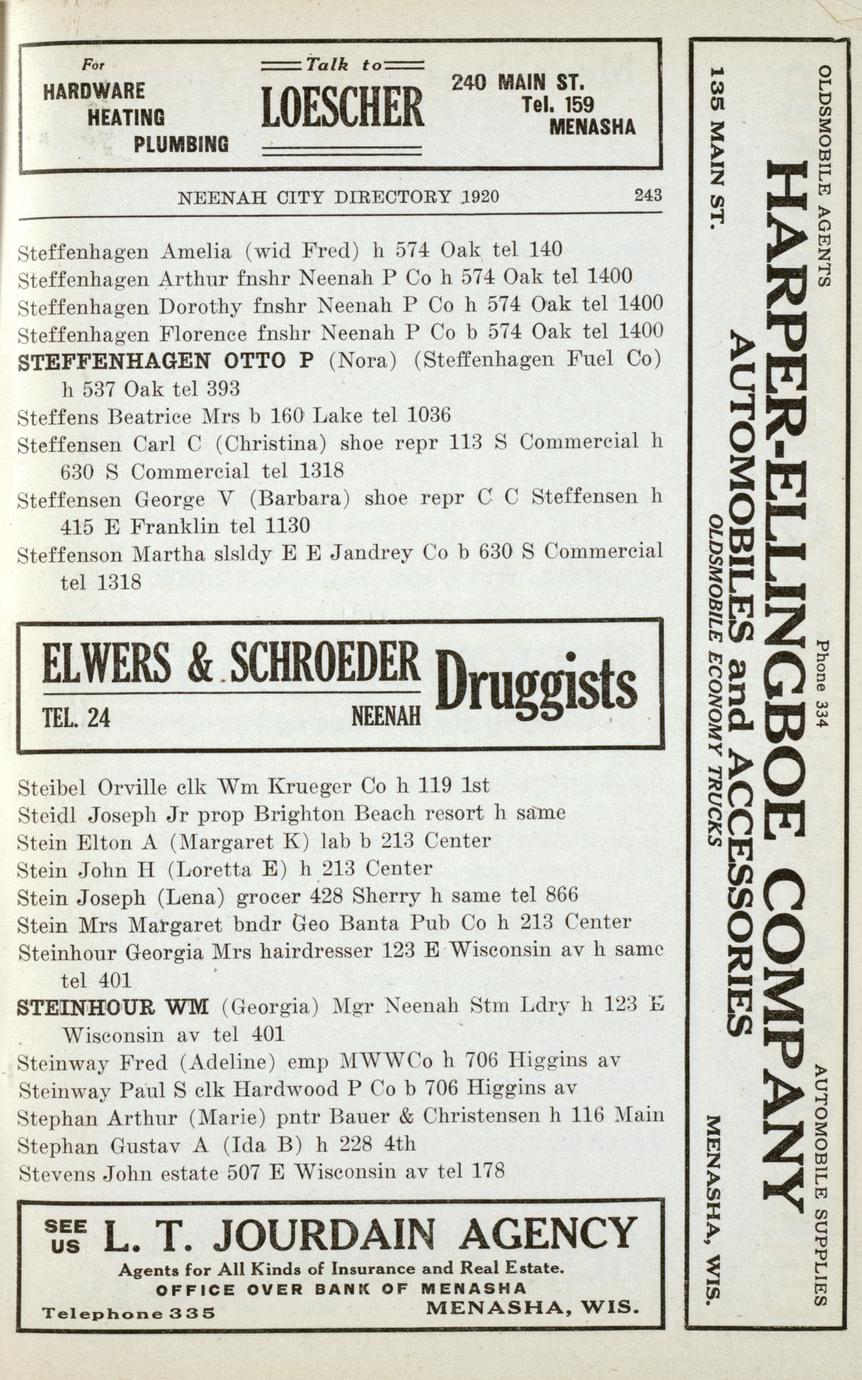 For
HARDWARE
HEATING
PLUMBING
Talk to
LOESCHER
240 MAIN ST.
Tel. 159
MENASHA
NEENAH CITY DIRECTORY 1920 243
Steffenhagen Amelia (wid Fred) h 574 Oak tel 140
Steffenhagen Arthur fnshr Neenah P Co h 574 Oak tel 1400
Steffenhagen Dorothy fnshr Neenah P Co h 574 Oak tel 1400
Steffenhagen Florence fnshr Neenah P Co b 574 Oak tel 1400
STEFFENHAGEN OTTO P (Nora) (Steffenhagen Fuel Co)
h 537 Oak tel 393
Steffens Beatrice Mrs b 160 Lake tel 1036
Steffensen Carl C (Christina) shoe repr 113 S Commercial h
630 S Commercial tel 1318
Steffensen George V (Barbara) shoe repr C C Steffensen h
415 E Franklin tel 1130
Steffenson Martha slsldy E E Jandrey Co b 630 S Commercial
tel 1318
ELWERS & SCHROEDER
TEL. 24 NEENAH
Druggists
Steibel Orville clk Wm Krueger Co h 119 1st
Steidl Joseph Jr prop Brighton Beach resort h same
Stein Elton A (Margaret K) lab b 213 Center
Stein John H (Loretta E) h 213 Center
Stein Joseph (Lena) grocer 428 Sherry h same tel 866
Stein Mrs Margaret bndr Geo Banta Pub Co h 213 Center
Steinhour Georgia Mrs hairdresser 123 E Wisconsin av h same
tel 401
STEINHOUR WM (Georgia) Mgr Neenah Stm Ldry h 123 E
Wisconsin av tel 401
Steinway Fred (Adeline) emp MWWCo h 706 Higgins av
Steinway Paul S clk Hardwood P Co b 706 Higgins av
Stephan Arthur (Marie) pntr Bauer & Christensen h 116 Main
Stephan Gustav A (Ida B) h 228 4th
Stevens John estate 507 E Wisconsin av tel 178
SEE US L. T. JOURDAIN AGENCY
Agents for All Kinds of Insurance and Real Estate.
OFFICE OVER BANK OF MENASHA
Telephone 335 MENASHA, WIS.
OLDSMOBILE AGENTS Phone 334 AUTOMOBILE SUPPLIES
HARPER-ELLINGBOE COMPANY
AUTOMOBILES and ACCESSORIES
135 MAIN ST. OLDSMOBILE ECONOMY TRUCKS MENASHA, WIS.